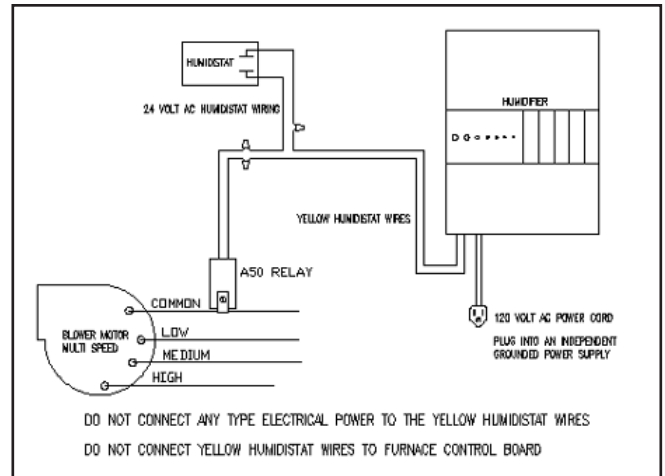 HUMIDISTAT
24 VOLT AC HUMIDISTAT WIRING
HUMIDIFIER
YELLOW HUMIDISTAT WIRES
A50 RELAY
COMMON
LOW
MEDIUM
HIGH
BLOWER MOTOR
MULTI SPEED
120 VOLT AC POWER CORD
PLUG INTO AN INDEPENDENT
GROUNDED POWER SUPPLY
DO NOT CONNECT ANY TYPE ELECTRICAL POWER TO THE YELLOW HUMIDISTAT WIRES
DO NOT CONNECT YELLOW HUMIDISTAT WIRES TO FURNACE CONTROL BOARD